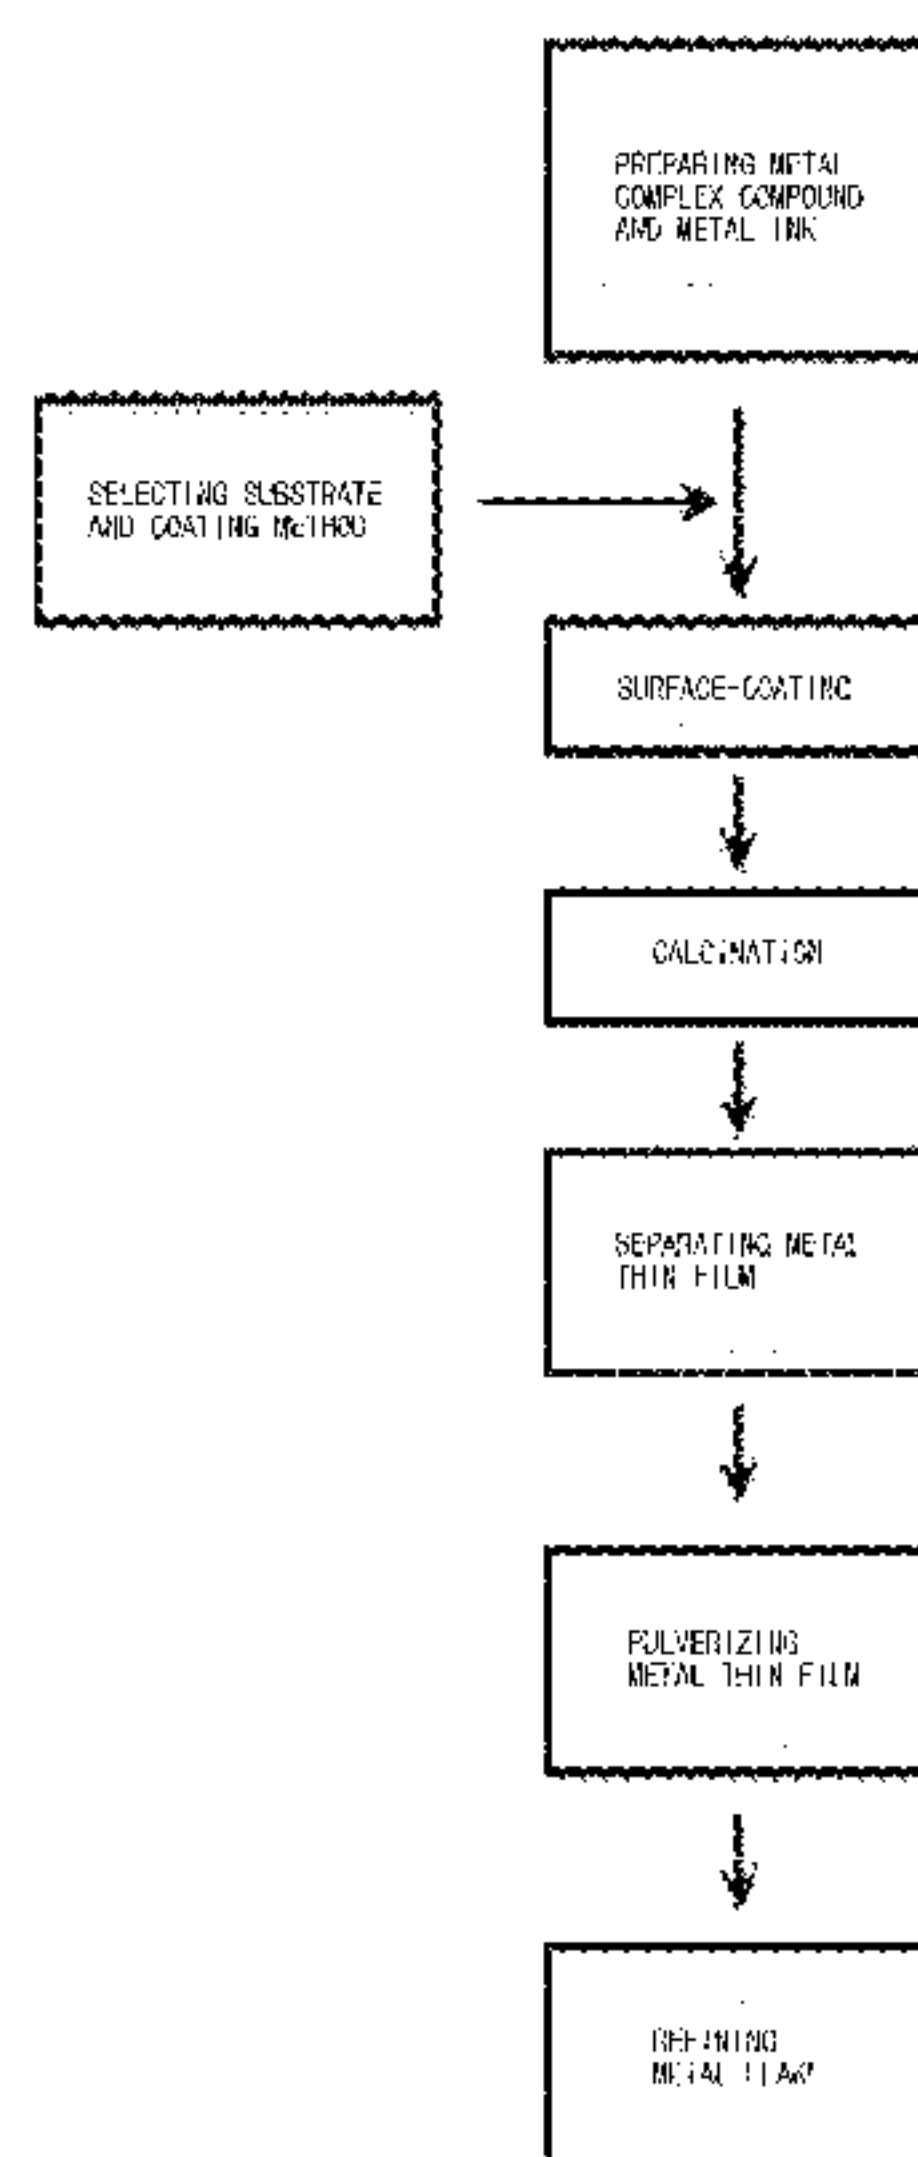 PREPARING METAL
COMPLEX COMPOUND
AND METAL INK
SELECTING SUBSTRATE
AND COATING METHOD
SURFACE-COATING
CALCINATION
SEPARATING METAL
THIN FILM
PULVERIZING
METAL THIN FILM
REFINING
METAL